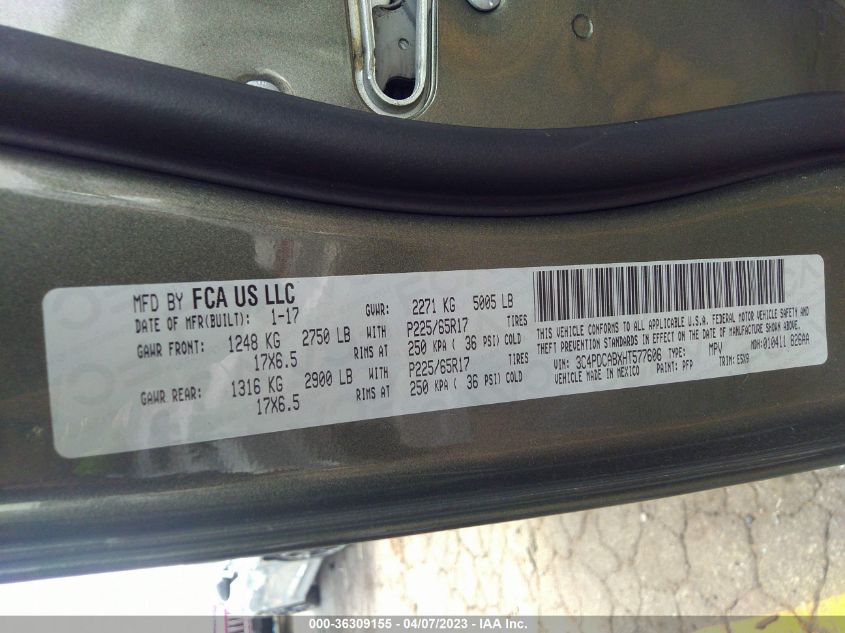 MFD BY FCA US LLC
DATE OF MFR(BUILT): 1-17 GVWR: 2271 KG 5005 LB
GAWR FRONT: 1248 KG 2750 LB WITH P225/65R17 TIRES
17X6.5 RIMS AT 250 KPA ( 36 PSI) COLD
GAWR REAR: 1316 KG 2900 LB WITH P225/65R17 TIRES
17X6.5 RIMS AT 250 KPA ( 36 PSI) COLD
THIS VEHICLE CONFORMS TO ALL APPLICABLE U.S.A. FEDERAL MOTOR VEHICLE SAFETY AND
THEFT PREVENTION STANDARDS IN EFFECT ON THE DATE OF MANUFACTURE SHOWN ABOVE.
VIN: 3C4PDCABXHT577606 TYPE: MPV MDH:010411 826AA
VEHICLE MADE IN MEXICO PAINT: PFP TRIM: E5X9
000-36309155 - 04/07/2023 - IAA Inc.